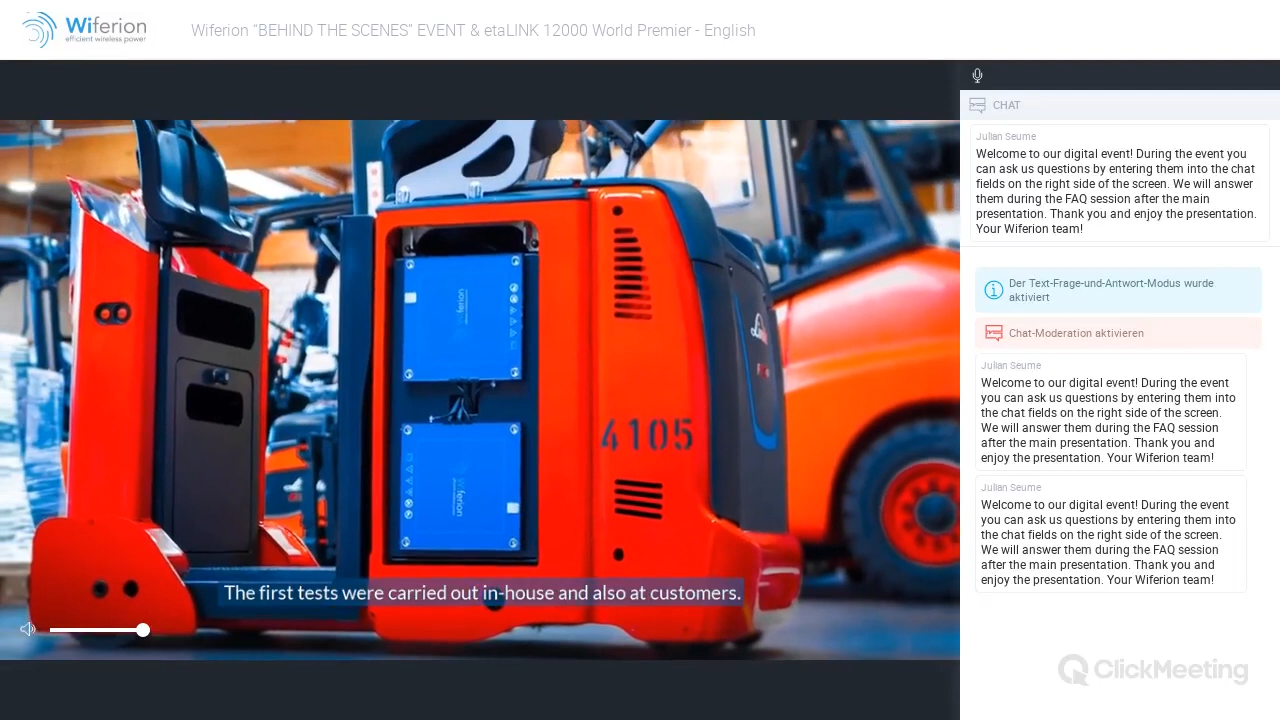 Wiferion
efficient wireless power
Wiferion “BEHIND THE SCENES” EVENT & etaLINK 12000 World Premier - English
CHAT
Julian Seume
Welcome to our digital event! During the event you
can ask us questions by entering them into the chat
fields on the right side of the screen. We will answer
them during the FAQ session after the main
presentation. Thank you and enjoy the presentation.
Your Wiferion team!
Der Text-Frage-und-Antwort-Modus wurde
aktiviert
Chat-Moderation aktivieren
Julian Seume
Welcome to our digital event! During the event
you can ask us questions by entering them into
the chat fields on the right side of the screen.
We will answer them during the FAQ session
after the main presentation. Thank you and
enjoy the presentation. Your Wiferion team!
Julian Seume
Welcome to our digital event! During the event
you can ask us questions by entering them into
the chat fields on the right side of the screen.
We will answer them during the FAQ session
after the main presentation. Thank you and
enjoy the presentation. Your Wiferion team!
4105
Wiferion
The first tests were carried out in-house and also at customers.
ClickMeeting